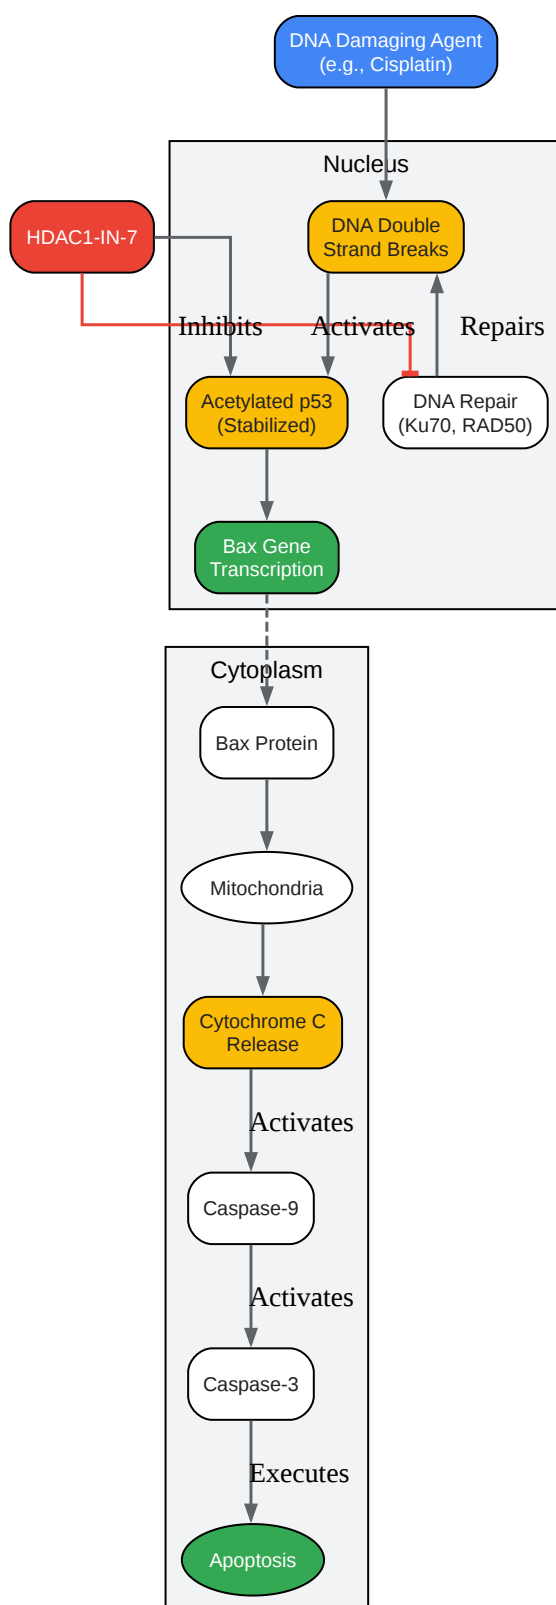 DNA Damaging Agent
(e.g., Cisplatin)
Nucleus
HDAC1-IN-7
DNA Double
Strand Breaks
Inhibits
Activates
Repairs
Acetylated p53
(Stabilized)
DNA Repair
(Ku70, RAD50)
Bax Gene
Transcription
Cytoplasm
Bax Protein
Mitochondria
Cytochrome C
Release
Activates
Caspase-9
Activates
Caspase-3
Executes
Apoptosis